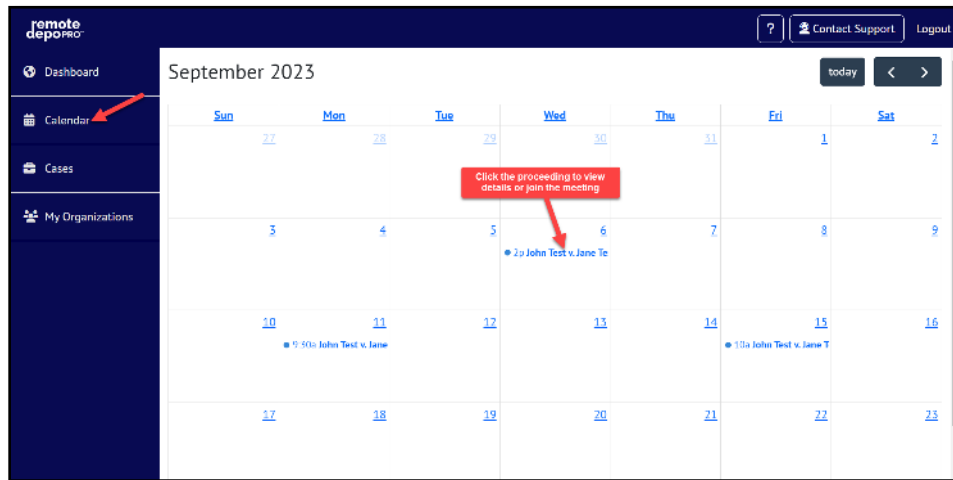 remote
depoPRO
? Contact Support Logout
Dashboard
Calendar
Cases
My Organizations
September 2023
today
Sun Mon Tue Wed Thu Fri Sat
27 28 29 30 31 1 2
Click the proceeding to view
details or join the meeting
3 4 5 6 7 8 9
2p John Test v. Jane Te
10 11 12 13 14 15 16
9:30a John Test v. Jane
10a John Test v. Jane T
17 18 19 20 21 22 23